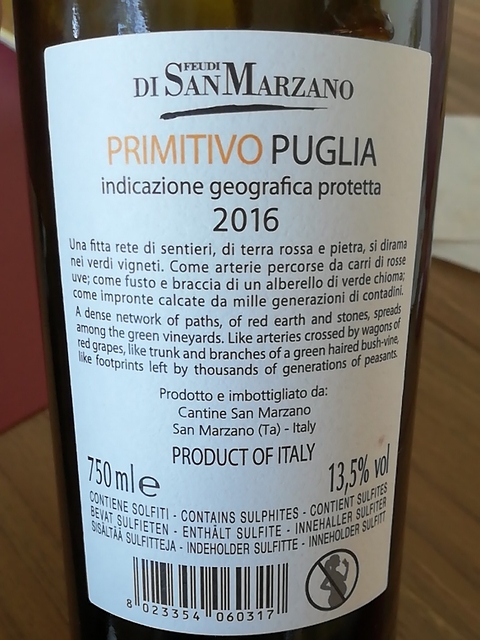 FEUDI
DI SAN MARZANO
PRIMITIVO PUGLIA
indicazione geografica protetta
2016
Una fitta rete di sentieri, di terra rossa e pietra, si dirama
nei verdi vigneti. Come arterie percorse da carri di rosse
uve; come fusto e braccia di un alberello di verde chioma;
come impronte calcate da mille generazioni di contadini.
A dense network of paths, of red earth and stones, spreads
among the green vineyards. Like arteries crossed by wagons of
red grapes, like trunk and branches of a green haired bush-vine,
like footprints left by thousands of generations of peasants.
Prodotto e imbottigliato da:
Cantine San Marzano
San Marzano (Ta) - Italy
PRODUCT OF ITALY
750 ml e 13,5% vol
CONTIENE SOLFITI - CONTAINS SULPHITES - CONTIENT SULFITES
BEVAT SULFIETEN - ENTHÄLT SULFITE - INNEHALLER SULFITER
SISÄLTÄÄ SULFITTEJA - INDEHOLDER SULFITTE - INNEHOLDER SULFITT
8 023354 060317